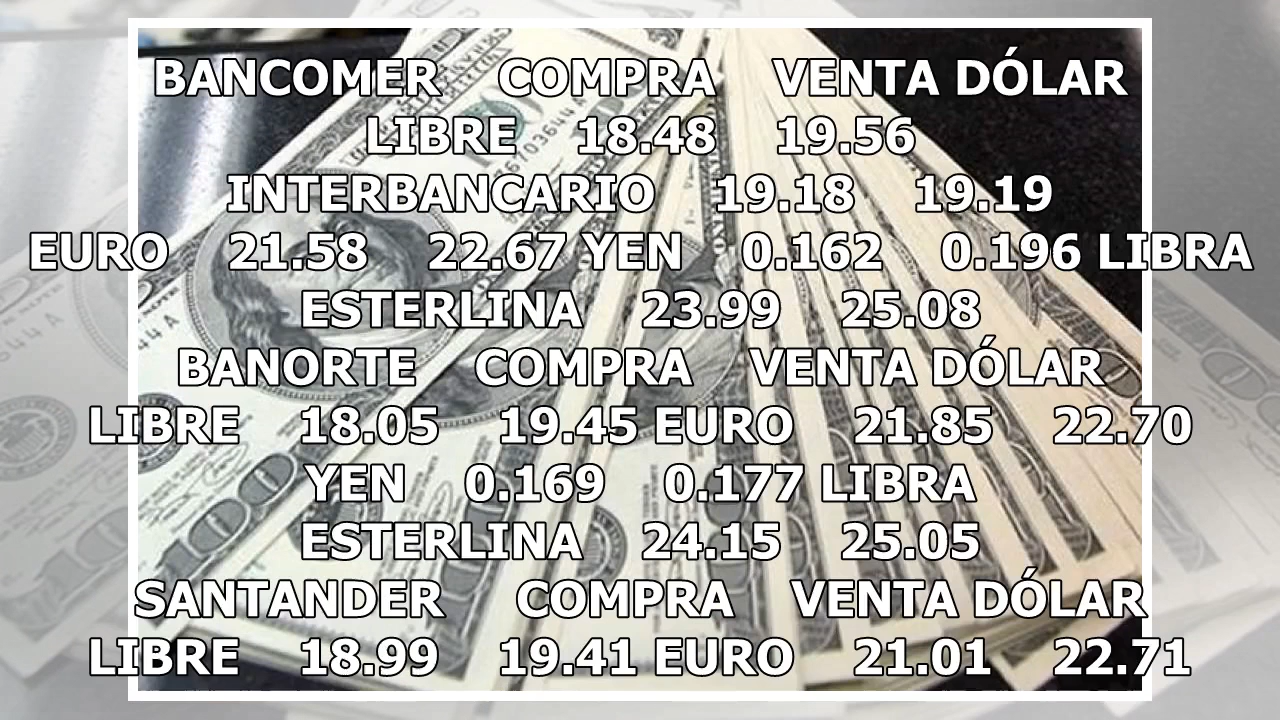 BANCOMER COMPRA VENTA DÓLAR
LIBRE 18.48 19.56
INTERBANCARIO 19.18 19.19
EURO 21.58 22.67 YEN 0.162 0.196 LIBRA
ESTERLINA 23.99 25.08
BANORTE COMPRA VENTA DÓLAR
LIBRE 18.05 19.45 EURO 21.85 22.70
YEN 0.169 0.177 LIBRA
ESTERLINA 24.15 25.05
SANTANDER COMPRA VENTA DÓLAR
LIBRE 18.99 19.41 EURO 21.01 22.71